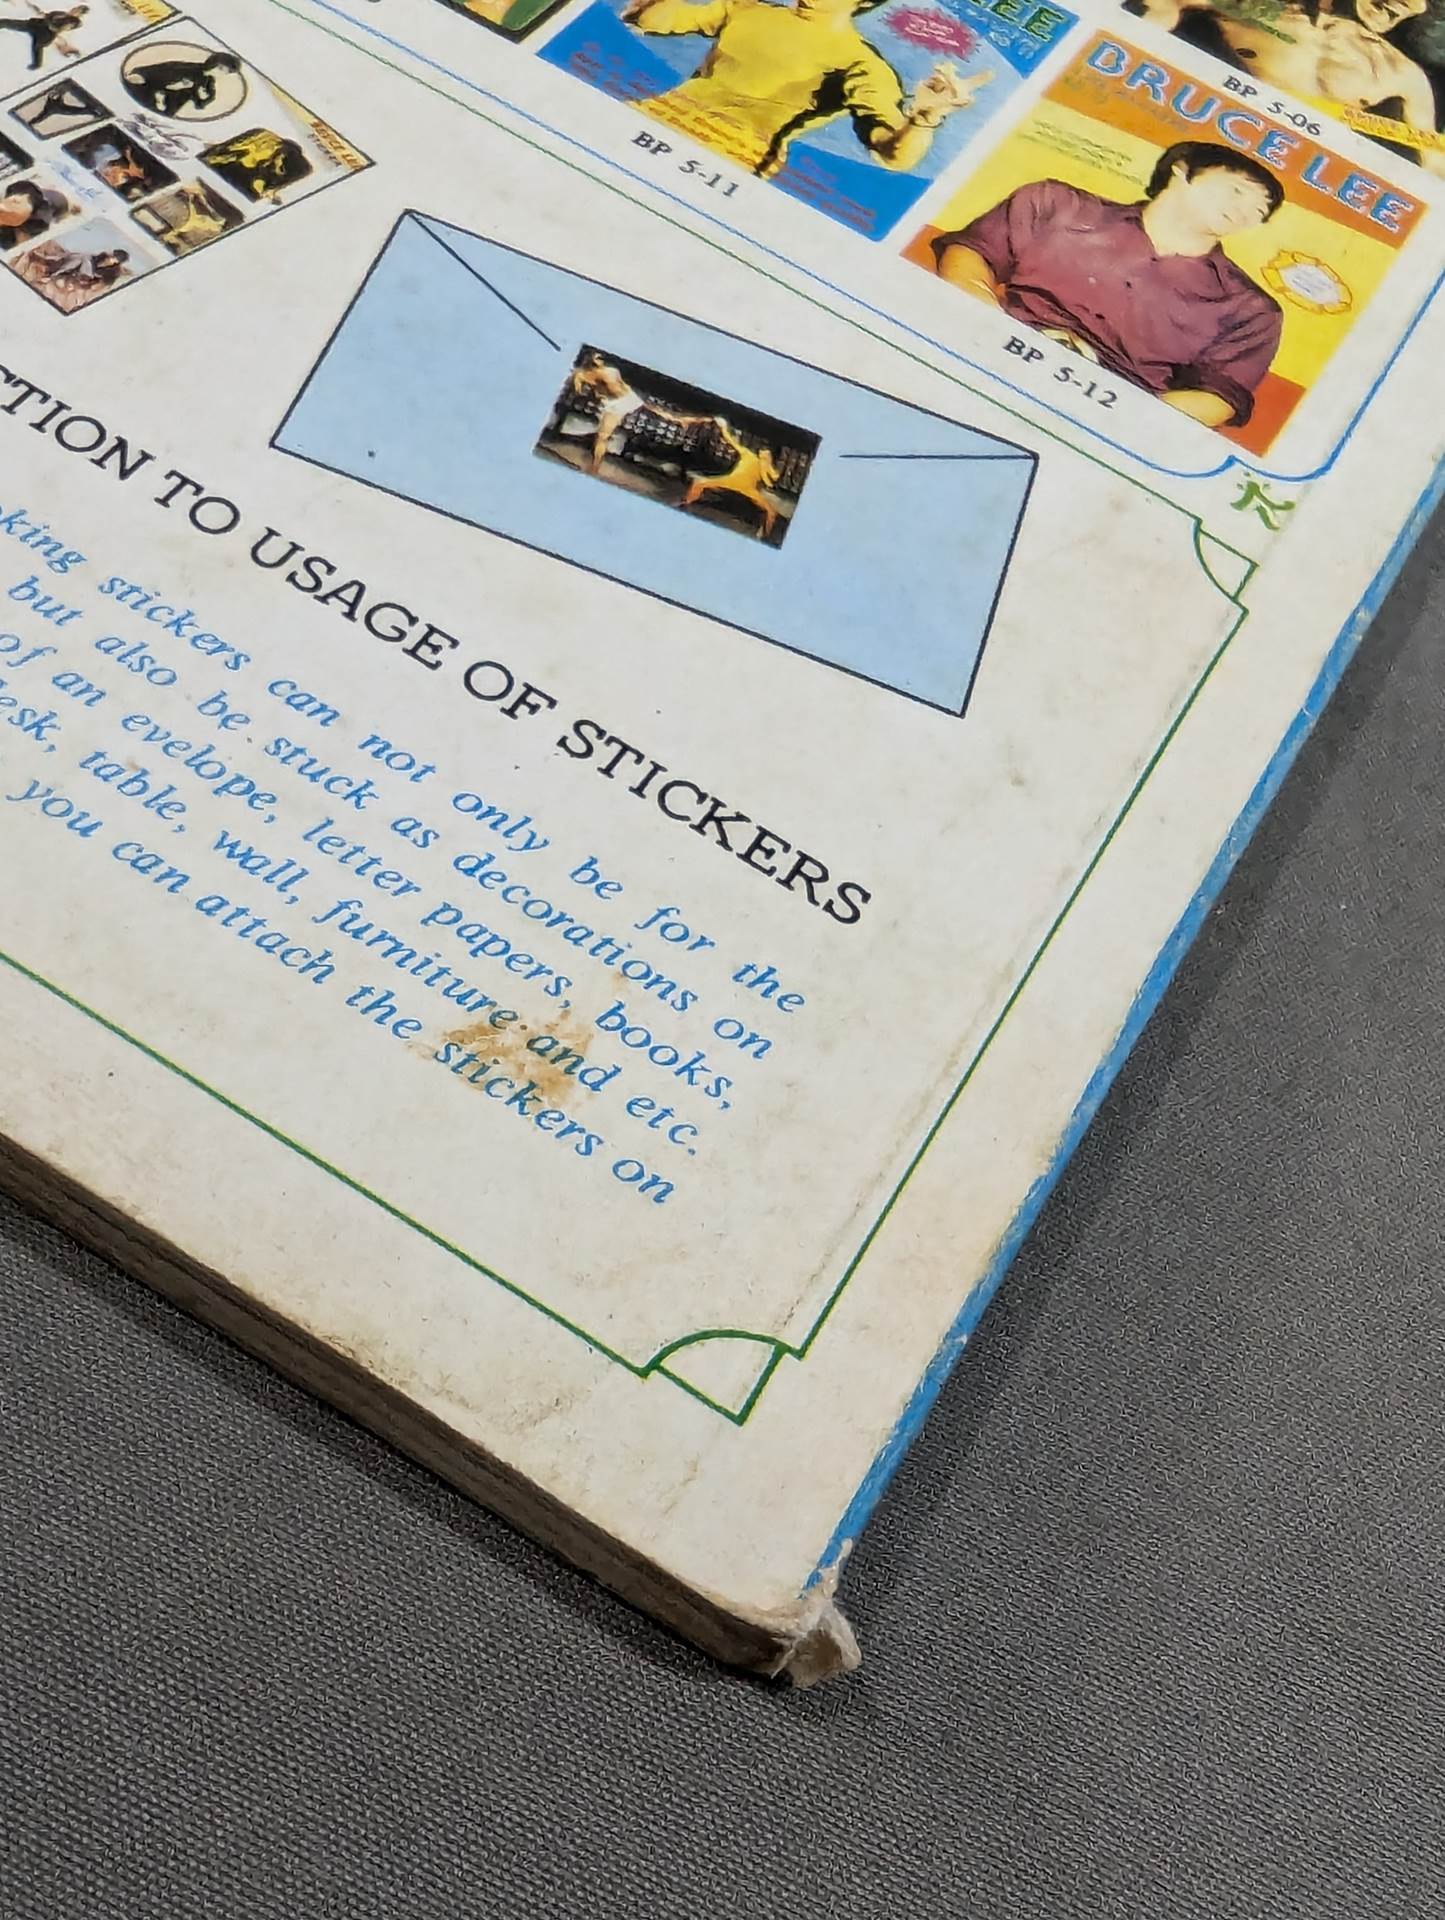 BP 5-06
BP 5-11
BRUCE LEE
BP 5-12
TION TO USAGE OF STICKERS
king stickers can not only be for the
but also be stuck as decorations on
of an evelope, letter papers, books,
esk, table, wall, furniture and etc.
you can attach the stickers on